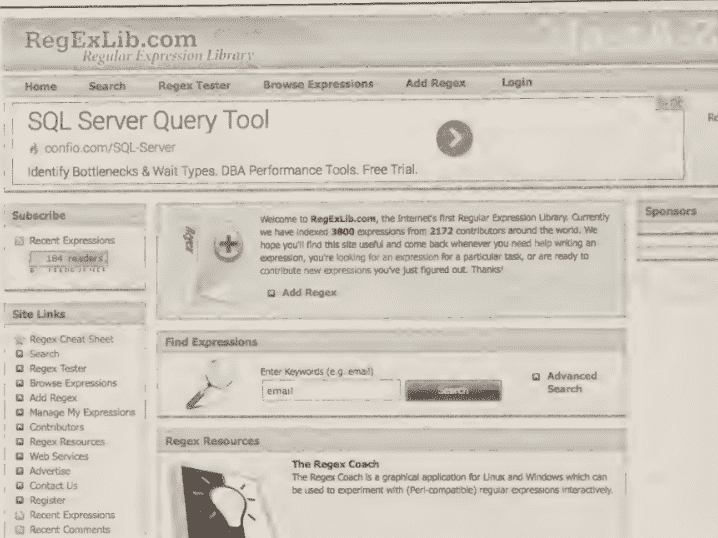 RegExLib.com
Regular Expression Library
Home Search Regex Tester Browse Expressions Add Regex Login
SQL Server Query Tool
confio.com/SQL-Server
Identify Bottlenecks & Wait Types. DBA Performance Tools. Free Trial.
Subscribe
Recent Expressions
184 readers
Site Links
Regex Cheat Sheet
Search
Regex Tester
Browse Expressions
Add Regex
Manage My Expressions
Contributors
Regex Resources
Web Services
Advertise
Contact Us
Register
Recent Expressions
Recent Comments
Welcome to RegExLib.com, the Internet's first Regular Expression Library. Currently
we have indexed 3800 expressions from 2172 contributors around the world. We
hope you'll find this site useful and come back whenever you need help writing an
expression, you're looking for an expression for a particular task, or are ready to
contribute new expressions you've just figured out. Thanks!
Add Regex
Find Expressions
Enter Keywords (e.g. email)
email
Search
Advanced
Search
Regex Resources
The Regex Coach
The Regex Coach is a graphical application for Linux and Windows which can
be used to experiment with (Perl-compatible) regular expressions interactively.
Sponsors